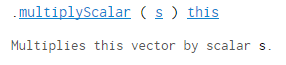 .multiplyScalar ( s ) this
Multiplies this vector by scalar s.